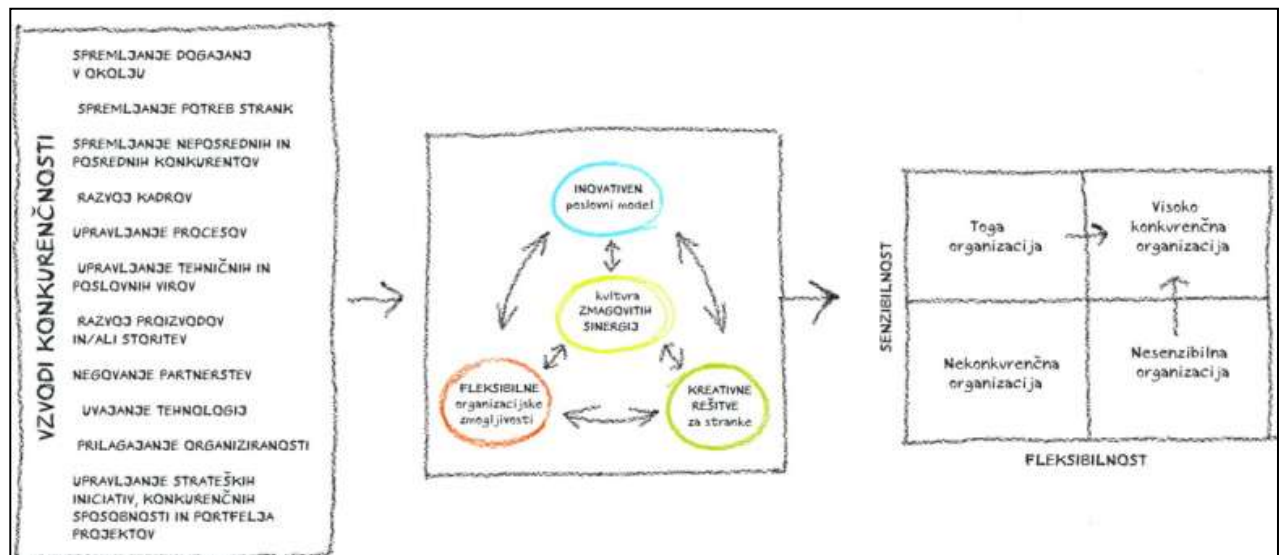 VZVODI KONKURENČNOSTI
SPREMLJANJE DOGAJANJ
V OKOLJU
SPREMLJANJE POTREB STRANK
SPREMLJANJE NEPOSREDNIH IN
POSREDNIH KONKURENTOV
RAZVOJ KADROV
UPRAVLJANJE PROCESOV
UPRAVLJANJE TEHNIČNIH IN
POSLOVNIH VIROV
RAZVOJ PROIZVODOV
IN/ALI STORITEV
NEGOVANJE PARTNERSTEV
UVAJANJE TEHNOLOGIJ
PRILAGAJANJE ORGANIZIRANOSTI
UPRAVLJANJE STRATEŠKIH
INICIATIV, KONKURENČNIH
SPOSOBNOSTI IN PORTFELJA
PROJEKTOV
INOVATIVEN
poslovni model
kultura
ZMAGOVITIH
SINERGIJ
FLEKSIBILNE
organizacijske
zmogljivosti
KREATIVNE
REŠITVE
za stranke
SENZIBILNOST
Toga
organizacija
Visoko
konkurenčna
organizacija
Nekonkurenčna
organizacija
Nesenzibilna
organizacija
FLEKSIBILNOST